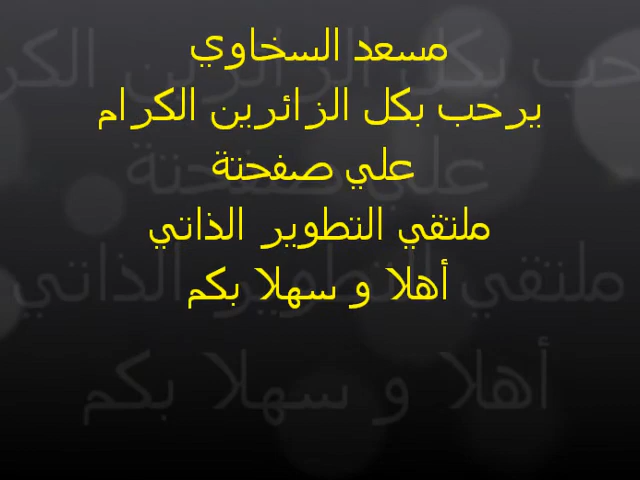 مسعد السخاوي
يرحب بكل الزائرين الكرام
علي صفحتة
ملتقي التطوير الذاتي
أهلا و سهلا بكم